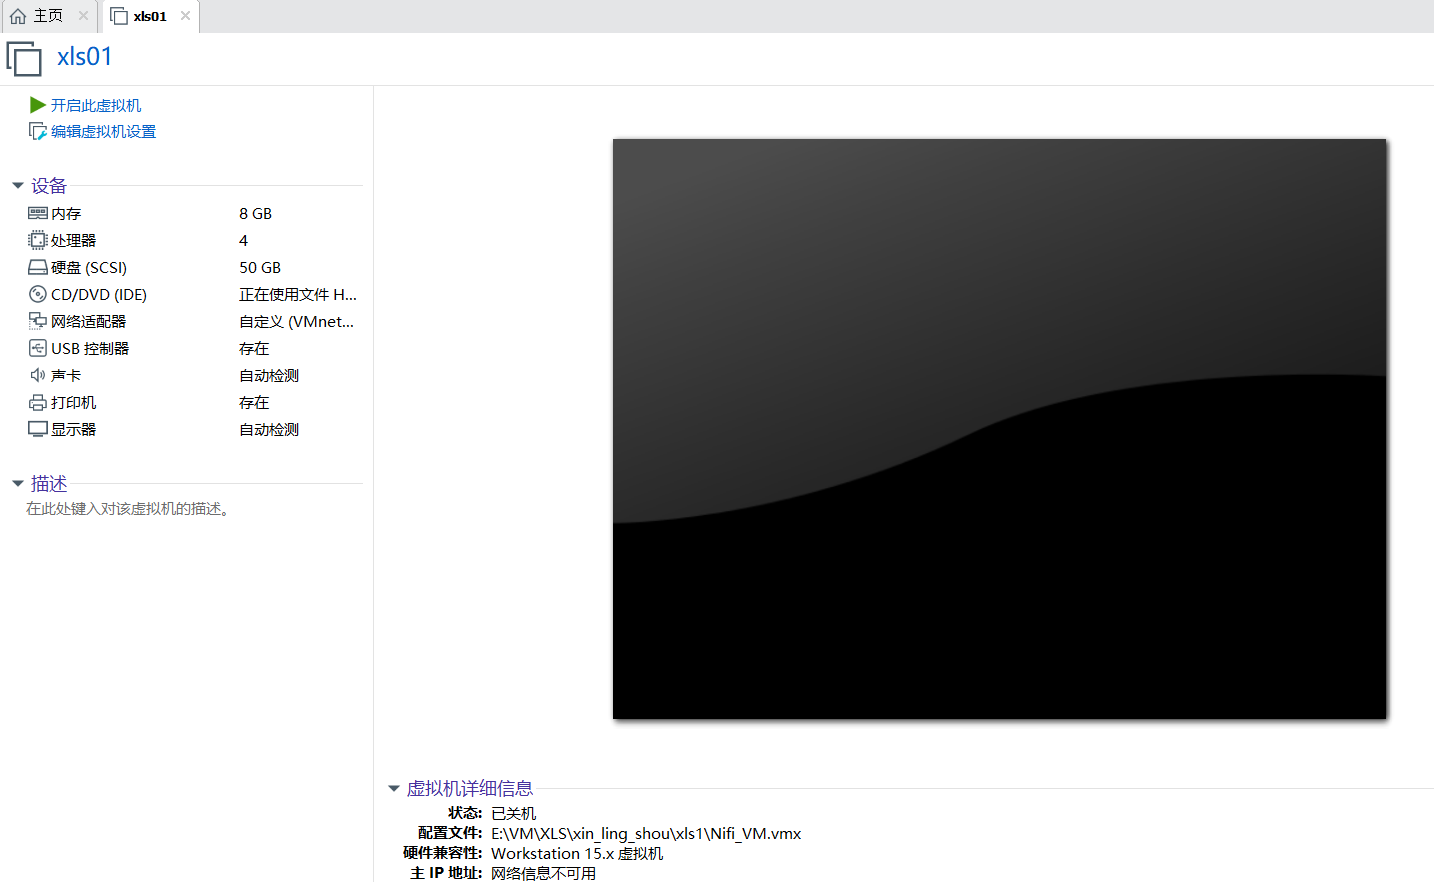 主页
xls01
xls01
开启此虚拟机
编辑虚拟机设置
设备
内存 8 GB
处理器 4
硬盘 (SCSI) 50 GB
CD/DVD (IDE) 正在使用文件 H...
网络适配器 自定义 (VMnet...
USB 控制器 存在
声卡 自动检测
打印机 存在
显示器 自动检测
描述
在此处键入对该虚拟机的描述。
虚拟机详细信息
状态: 已关机
配置文件: E:\VM\XLS\xin_ling_shou\xls1\Nifi_VM.vmx
硬件兼容性: Workstation 15.x 虚拟机
主 IP 地址: 网络信息不可用